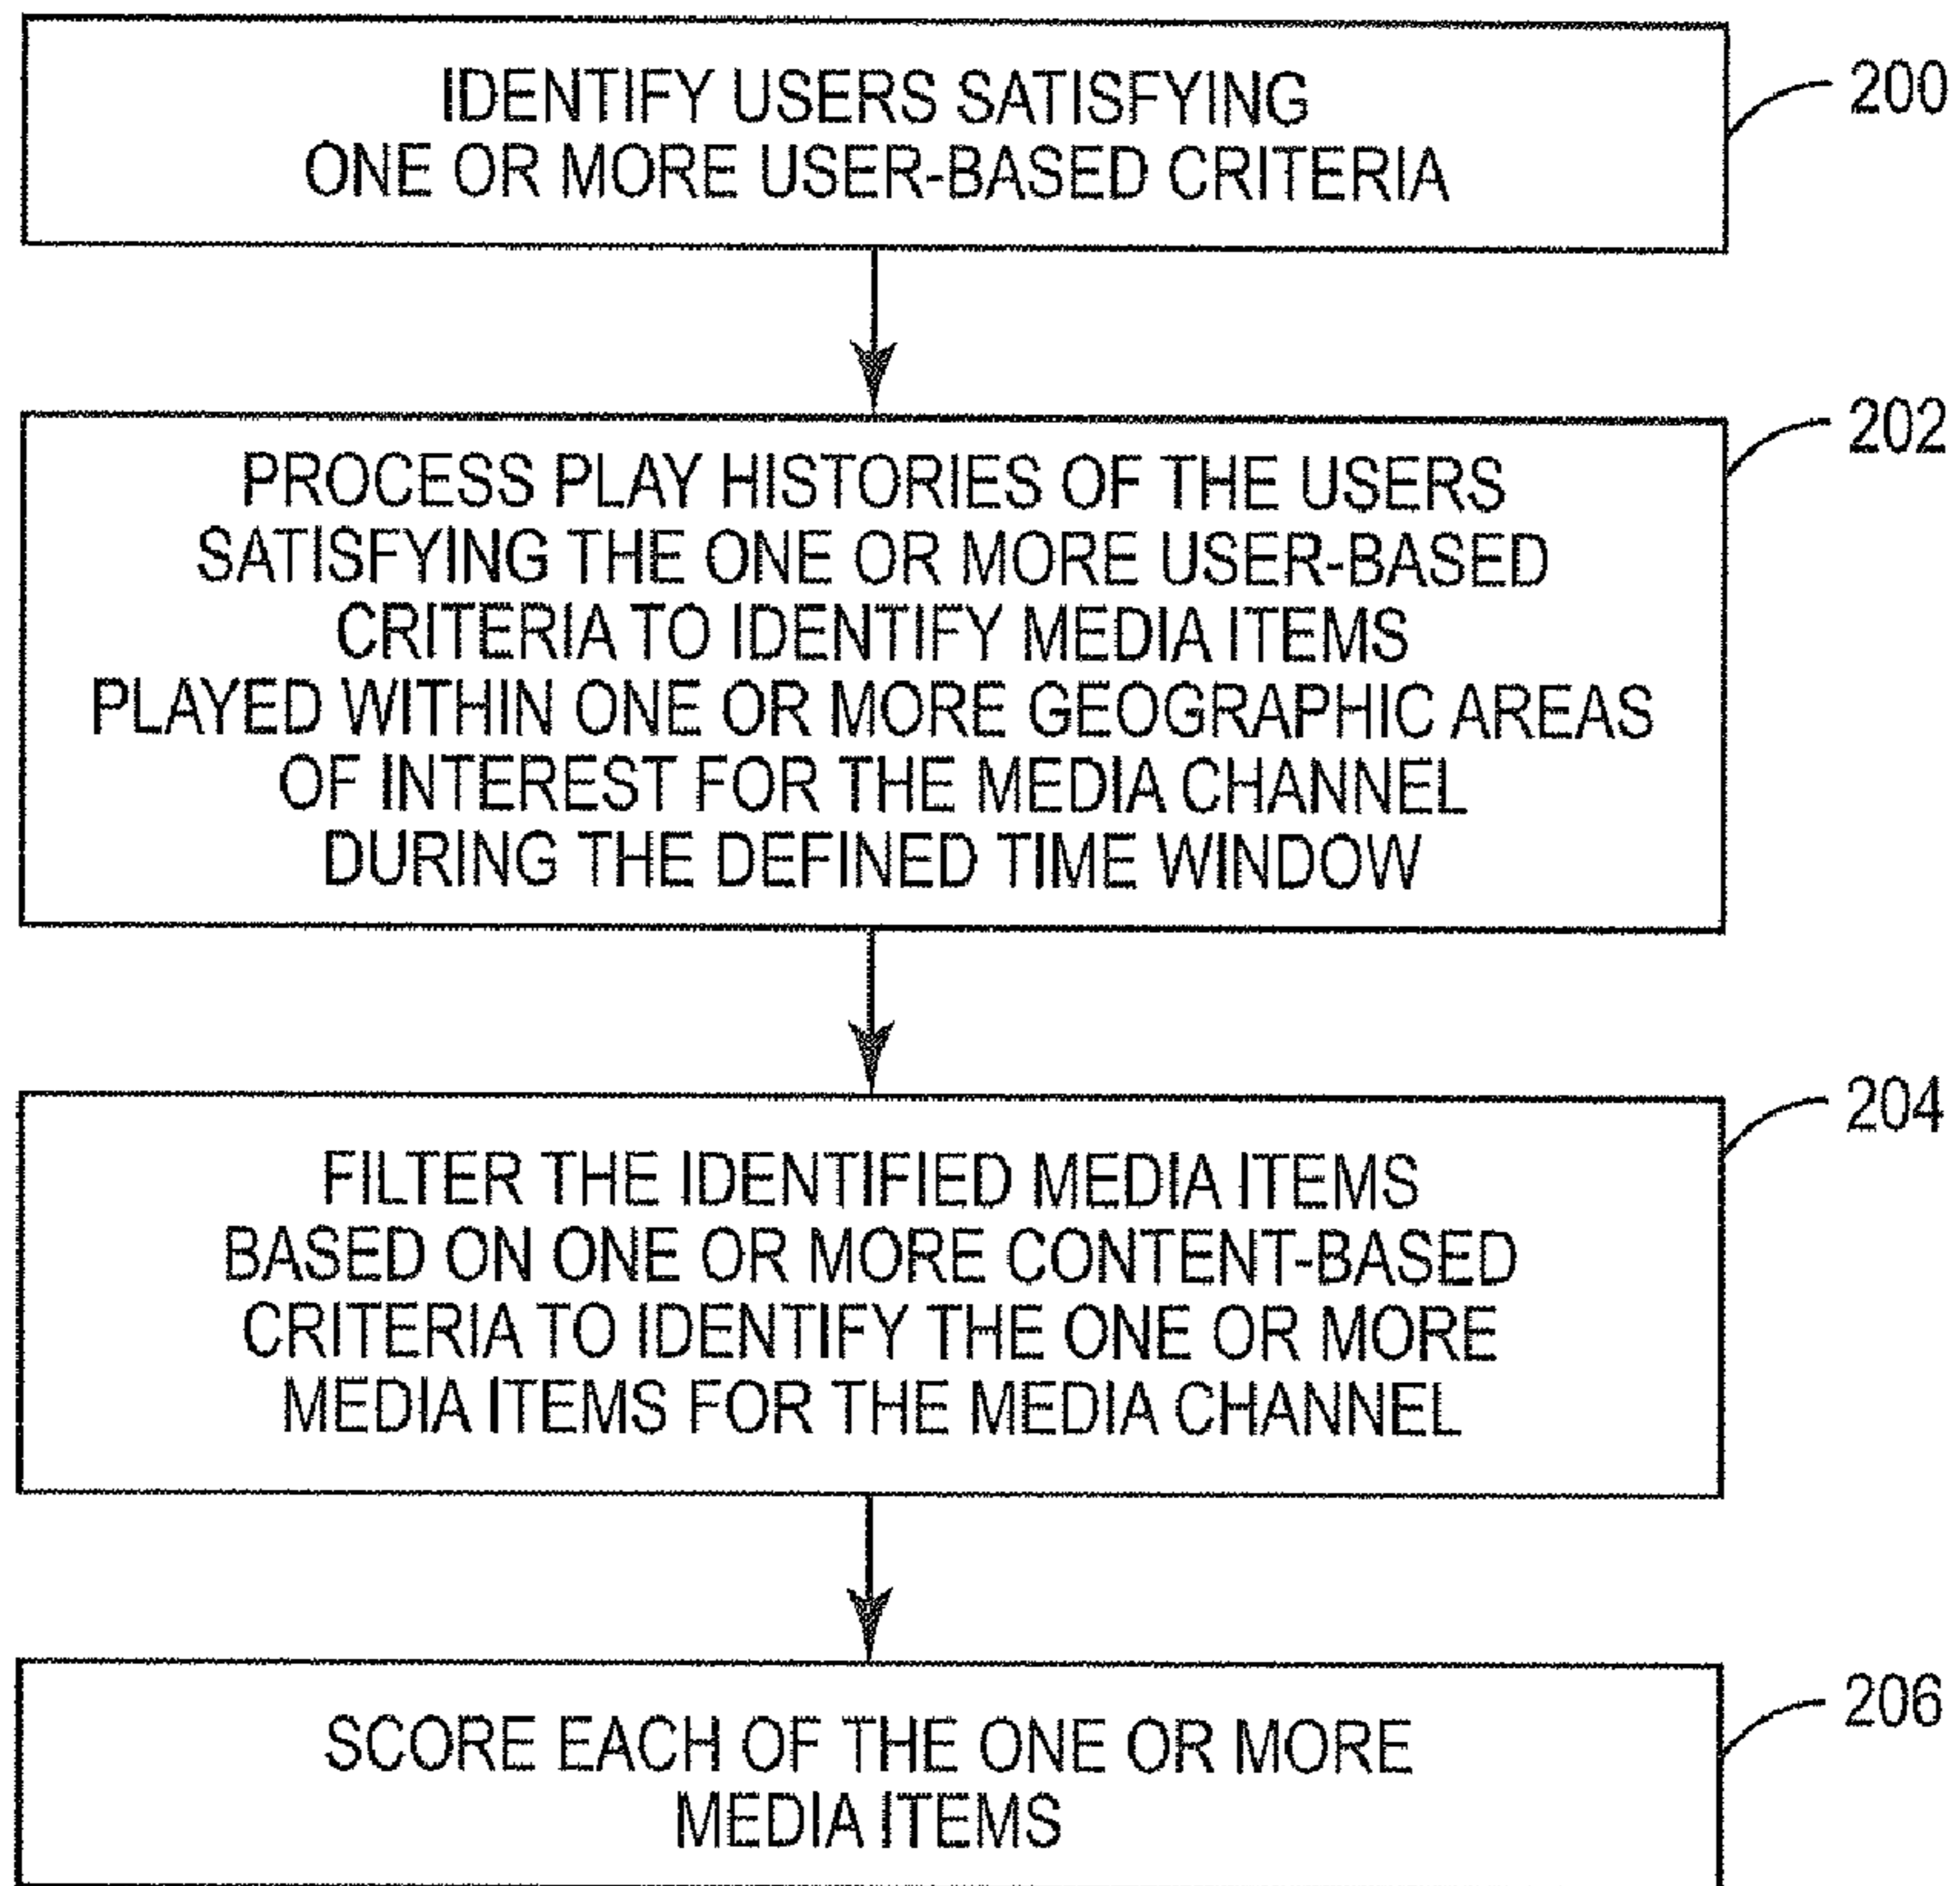 IDENTIFY USERS SATISFYING
ONE OR MORE USER-BASED CRITERIA
200
PROCESS PLAY HISTORIES OF THE USERS
SATISFYING THE ONE OR MORE USER-BASED
CRITERIA TO IDENTIFY MEDIA ITEMS
PLAYED WITHIN ONE OR MORE GEOGRAPHIC AREAS
OF INTEREST FOR THE MEDIA CHANNEL
DURING THE DEFINED TIME WINDOW
202
FILTER THE IDENTIFIED MEDIA ITEMS
BASED ON ONE OR MORE CONTENT-BASED
CRITERIA TO IDENTIFY THE ONE OR MORE
MEDIA ITEMS FOR THE MEDIA CHANNEL
204
SCORE EACH OF THE ONE OR MORE
MEDIA ITEMS
206